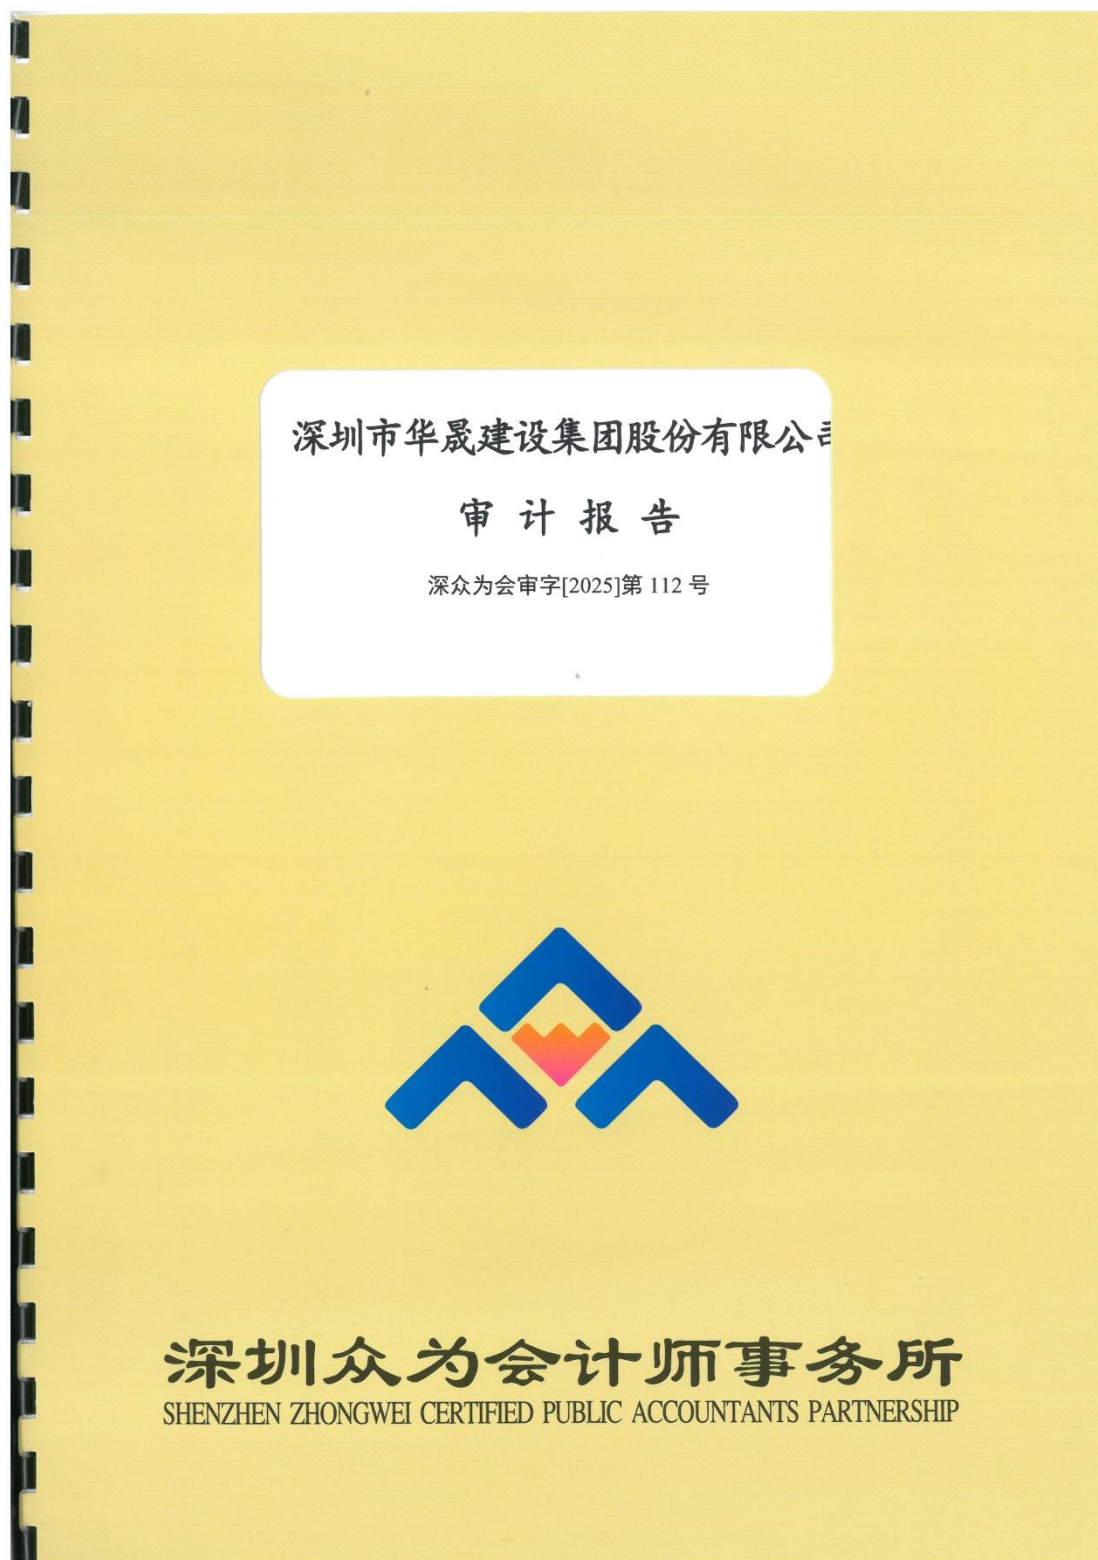 深圳市华晟建设集团股份有限公司
审计报告
深众为会审字[2025]第 112 号
深圳众为会计师事务所
SHENZHEN ZHONGWEI CERTIFIED PUBLIC ACCOUNTANTS PARTNERSHIP